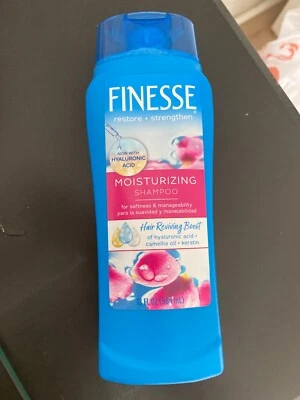 FINESSE
restore + strengthen
NOW WITH
HYALURONIC
ACID
MOISTURIZING
SHAMPOO
for softness & manageability
para la suavidad y manejabilidad
Hair Reviving Boost
of hyaluronic acid +
camellia oil + keratin